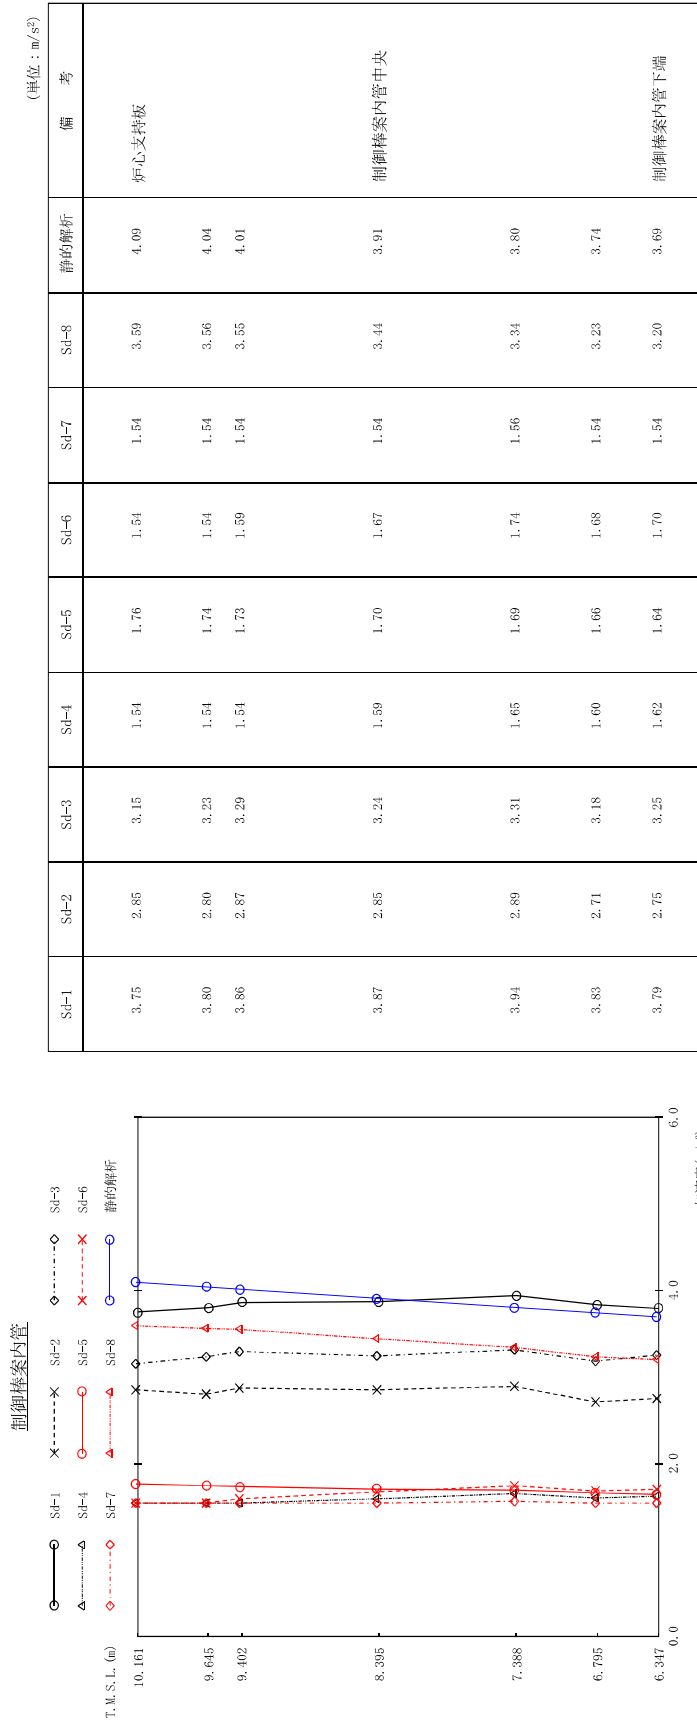 制御棒案内管
Sd-1 Sd-2 Sd-3
Sd-4 Sd-5 Sd-6
Sd-7 Sd-8 静的解析
T.M.S.L.(m)
10.161
9.645
9.402
8.395
7.388
6.795
6.347
0.0 2.0 4.0 6.0
(単位:m/s²)
Sd-1 Sd-2 Sd-3 Sd-4 Sd-5 Sd-6 Sd-7 Sd-8 静的解析 備 考
3.75 2.85 3.15 1.54 1.76 1.54 1.54 3.59 4.09 炉心支持板
3.80 2.80 3.23 1.54 1.74 1.54 1.54 3.56 4.04
3.86 2.87 3.29 1.54 1.73 1.59 1.54 3.55 4.01
3.87 2.85 3.24 1.59 1.70 1.67 1.54 3.44 3.91 制御棒案内管中央
3.94 2.89 3.31 1.65 1.69 1.74 1.56 3.34 3.80
3.83 2.71 3.18 1.60 1.66 1.68 1.54 3.23 3.74
3.79 2.75 3.25 1.62 1.64 1.70 1.54 3.20 3.69 制御棒案内管下端